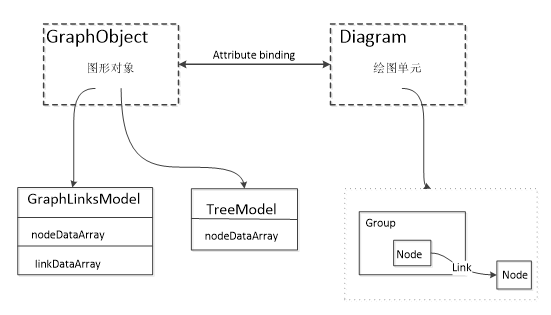 GraphObject
图形对象
Attribute binding
Diagram
绘图单元
GraphLinksModel
nodeDataArray
linkDataArray
TreeModel
nodeDataArray
Group
Node
Link
Node